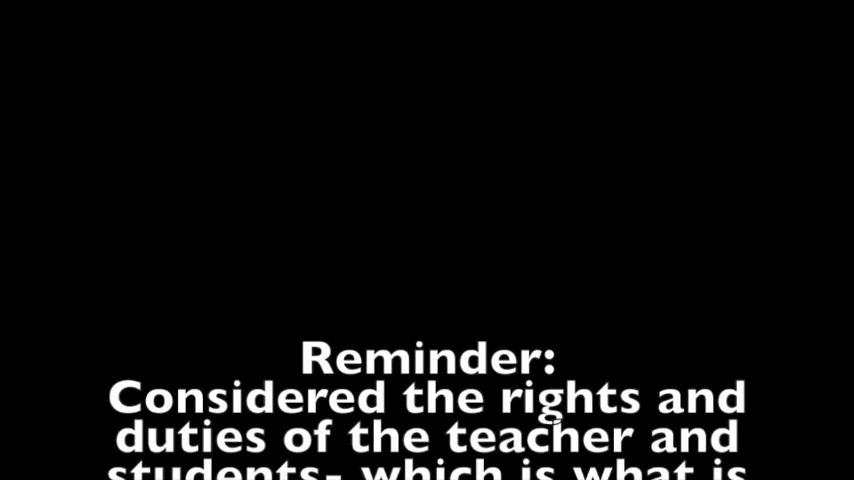 Reminder:
Considered the rights and
duties of the teacher and
students- which is what is